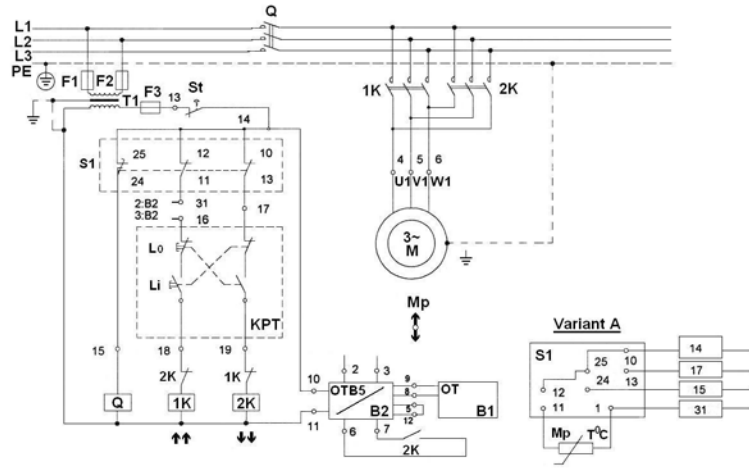 Q
L1
L2
L3
PE
F1 F2
T1 F3 13 St
14
1K 2K
S1 25 12 10
24 11 13
2:B2 31
3:B2 16 17
4 5 6
U1 V1 W1
3~
M
L0
Li
KPT
Mp
Variant A
15 18 19
2K 1K
Q 1K 2K
2 3
10 OTB5 9 OT
8
B2 5 B1
11 12
6 7
2K
S1 14
25 10 17
12 24 13 15
11 1 31
Mp T⁰C